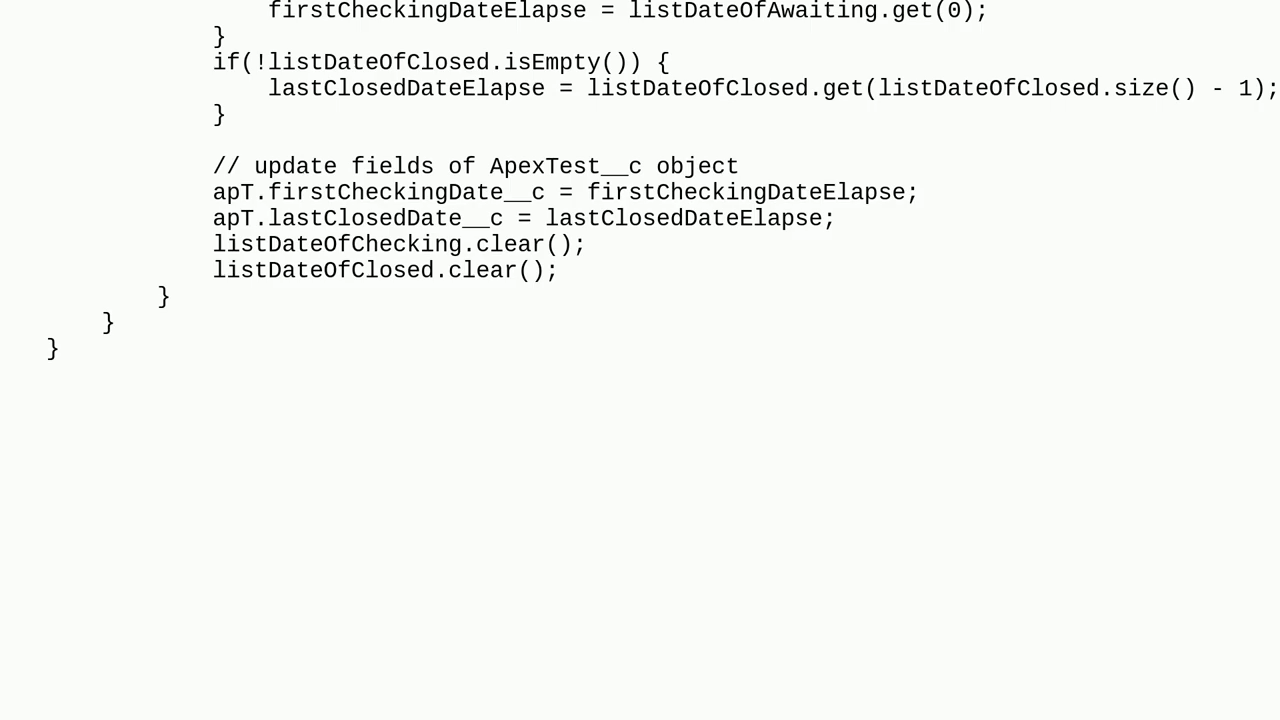 firstCheckingDateElapse = listDateOfAwaiting.get(0);
}
if(!listDateOfClosed.isEmpty()) {
lastClosedDateElapse = listDateOfClosed.get(listDateOfClosed.size() - 1);
}
// update fields of ApexTest__c object
apT.firstCheckingDate__c = firstCheckingDateElapse;
apT.lastClosedDate__c = lastClosedDateElapse;
listDateOfChecking.clear();
listDateOfClosed.clear();
}
}
}